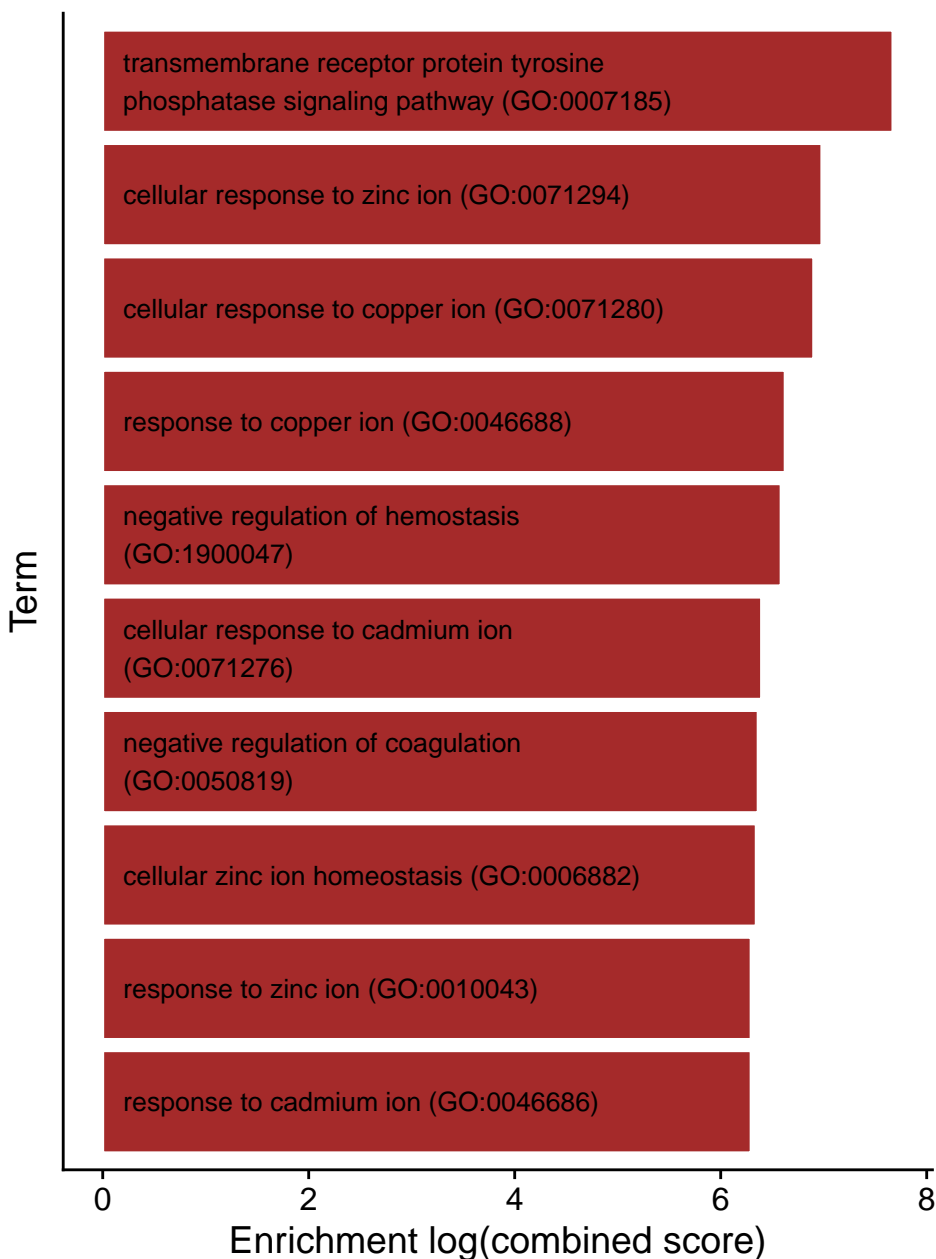 transmembrane receptor protein tyrosine
phosphatase signaling pathway (GO:0007185)
cellular response to zinc ion (GO:0071294)
cellular response to copper ion (GO:0071280)
response to copper ion (GO:0046688)
negative regulation of hemostasis
(GO:1900047)
cellular response to cadmium ion
(GO:0071276)
negative regulation of coagulation
(GO:0050819)
cellular zinc ion homeostasis (GO:0006882)
response to zinc ion (GO:0010043)
response to cadmium ion (GO:0046686)
Term
0 2 4 6 8
Enrichment log(combined score)